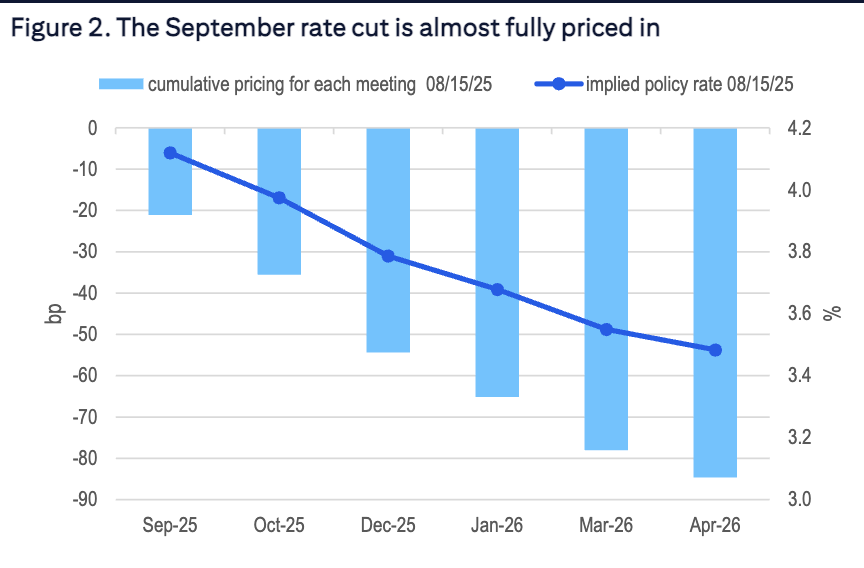 Figure 2. The September rate cut is almost fully priced in
cumulative pricing for each meeting 08/15/25
implied policy rate 08/15/25
0
-10
-20
-30
-40
-50
-60
-70
-80
-90
bp
4.2
4.0
3.8
3.6
3.4
3.2
3.0
%
Sep-25
Oct-25
Dec-25
Jan-26
Mar-26
Apr-26